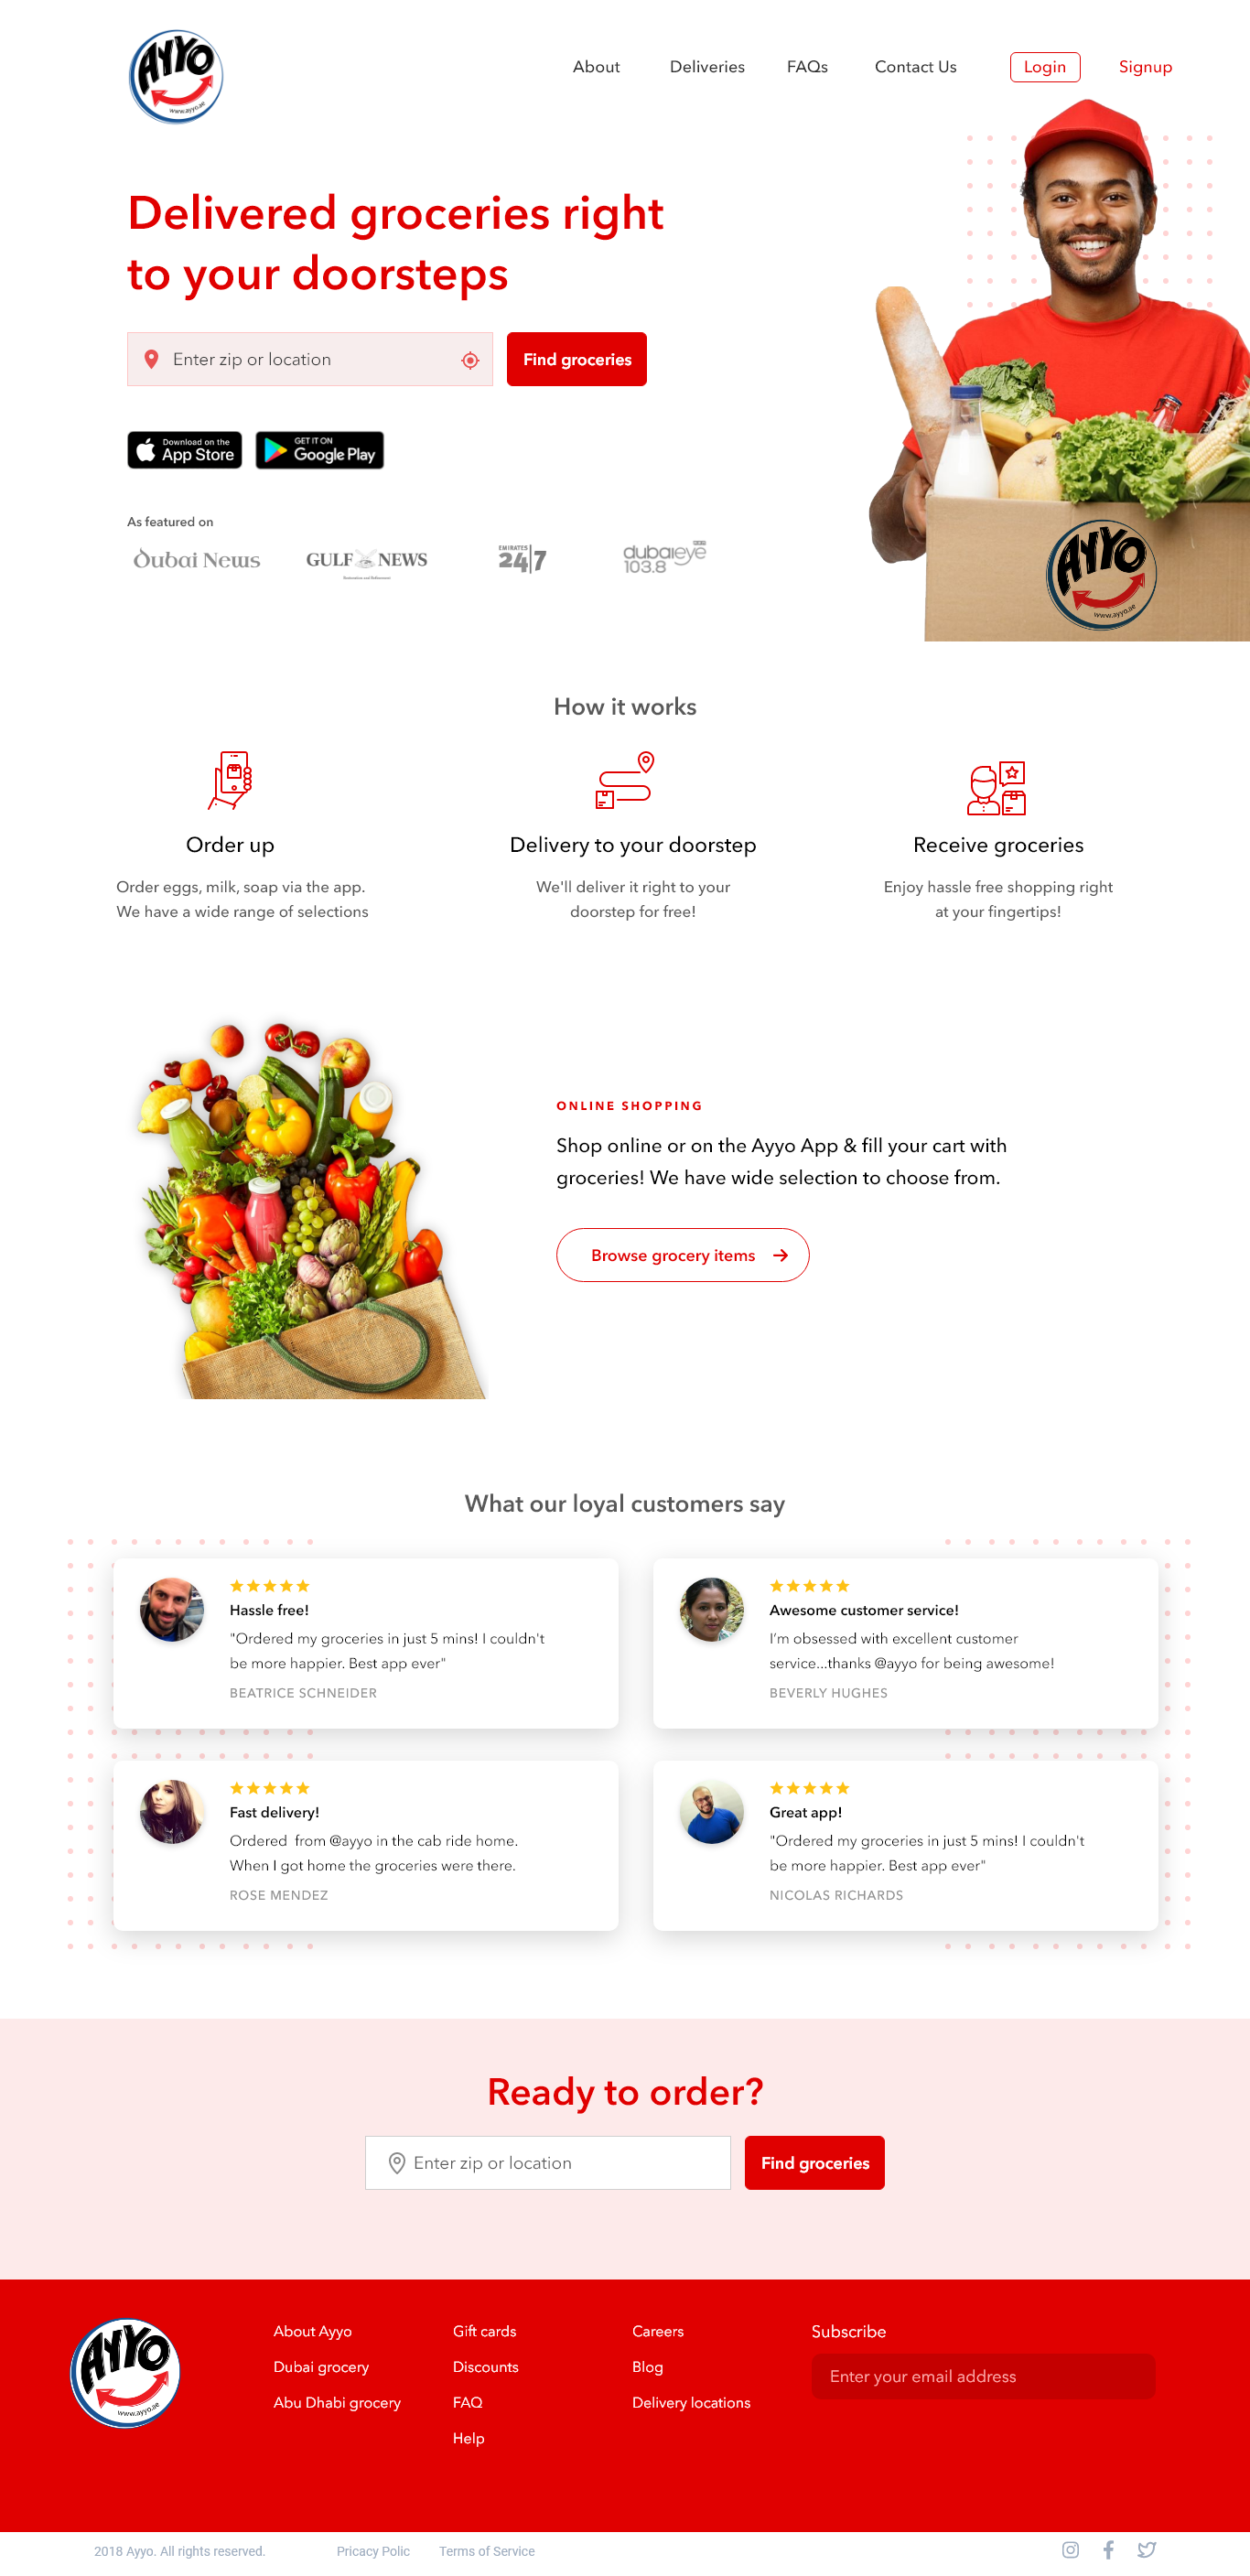 AYYO
www.ayyo.ae
About
Deliveries
FAQs
Contact Us
Login
Signup
Delivered groceries right
to your doorsteps
Enter zip or location
Find groceries
Download on the
App Store
GET IT ON
Google Play
As featured on
Dubai News
GULF NEWS
EMIRATES
24|7
dubaieye
103.8
AYYO
www.ayyo.ae
How it works
Order up
Order eggs, milk, soap via the app.
We have a wide range of selections
Delivery to your doorstep
We'll deliver it right to your
doorstep for free!
Receive groceries
Enjoy hassle free shopping right
at your fingertips!
ONLINE SHOPPING
Shop online or on the Ayyo App & fill your cart with
groceries! We have wide selection to choose from.
Browse grocery items
What our loyal customers say
Hassle free!
"Ordered my groceries in just 5 mins! I couldn't
be more happier. Best app ever"
BEATRICE SCHNEIDER
Awesome customer service!
I'm obsessed with excellent customer
service...thanks @ayyo for being awesome!
BEVERLY HUGHES
Fast delivery!
Ordered from @ayyo in the cab ride home.
When I got home the groceries were there.
ROSE MENDEZ
Great app!
"Ordered my groceries in just 5 mins! I couldn't
be more happier. Best app ever"
NICOLAS RICHARDS
Ready to order?
Enter zip or location
Find groceries
AYYO
www.ayyo.ae
About Ayyo
Dubai grocery
Abu Dhabi grocery
Gift cards
Discounts
FAQ
Help
Careers
Blog
Delivery locations
Subscribe
Enter your email address
2018 Ayyo. All rights reserved.
Pricacy Polic
Terms of Service